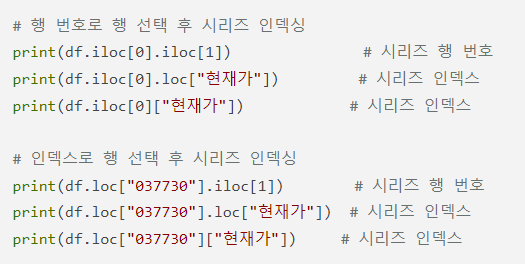 # 행 번호로 행 선택 후 시리즈 인덱싱
print(df.iloc[0].iloc[1]) # 시리즈 행 번호
print(df.iloc[0].loc["현재가"]) # 시리즈 인덱스
print(df.iloc[0]["현재가"]) # 시리즈 인덱스
# 인덱스로 행 선택 후 시리즈 인덱싱
print(df.loc["037730"].iloc[1]) # 시리즈 행 번호
print(df.loc["037730"].loc["현재가"]) # 시리즈 인덱스
print(df.loc["037730"]["현재가"]) # 시리즈 인덱스